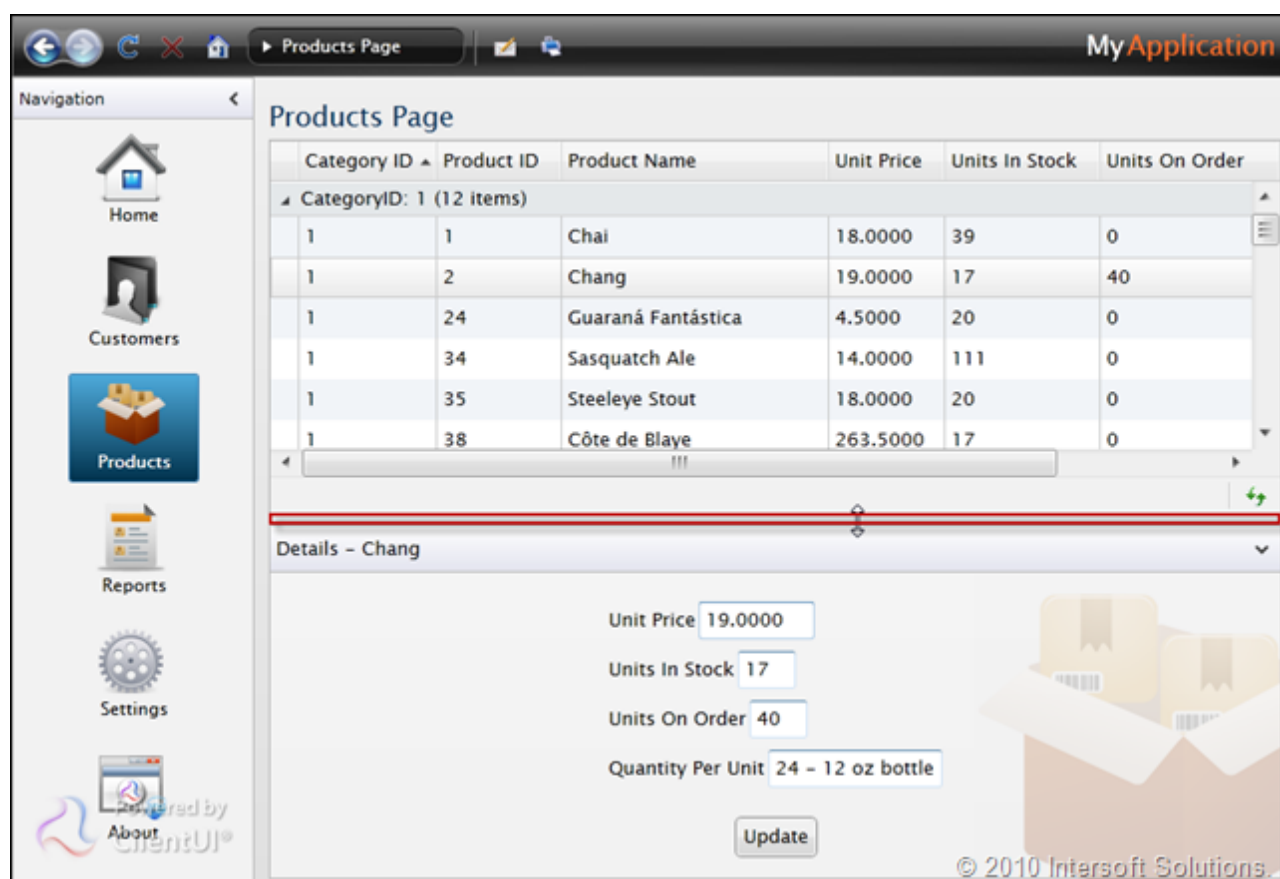 Products Page
MyApplication
Navigation
Home
Customers
Products
Reports
Settings
About
Powered by
ClientUI®
Products Page
Category ID Product ID Product Name Unit Price Units In Stock Units On Order
CategoryID: 1 (12 items)
1 1 Chai 18.0000 39 0
1 2 Chang 19.0000 17 40
1 24 Guaraná Fantástica 4.5000 20 0
1 34 Sasquatch Ale 14.0000 111 0
1 35 Steeleye Stout 18.0000 20 0
1 38 Côte de Blaye 263.5000 17 0
Details – Chang
Unit Price 19.0000
Units In Stock 17
Units On Order 40
Quantity Per Unit 24 – 12 oz bottle
Update
© 2010 Intersoft Solutions.